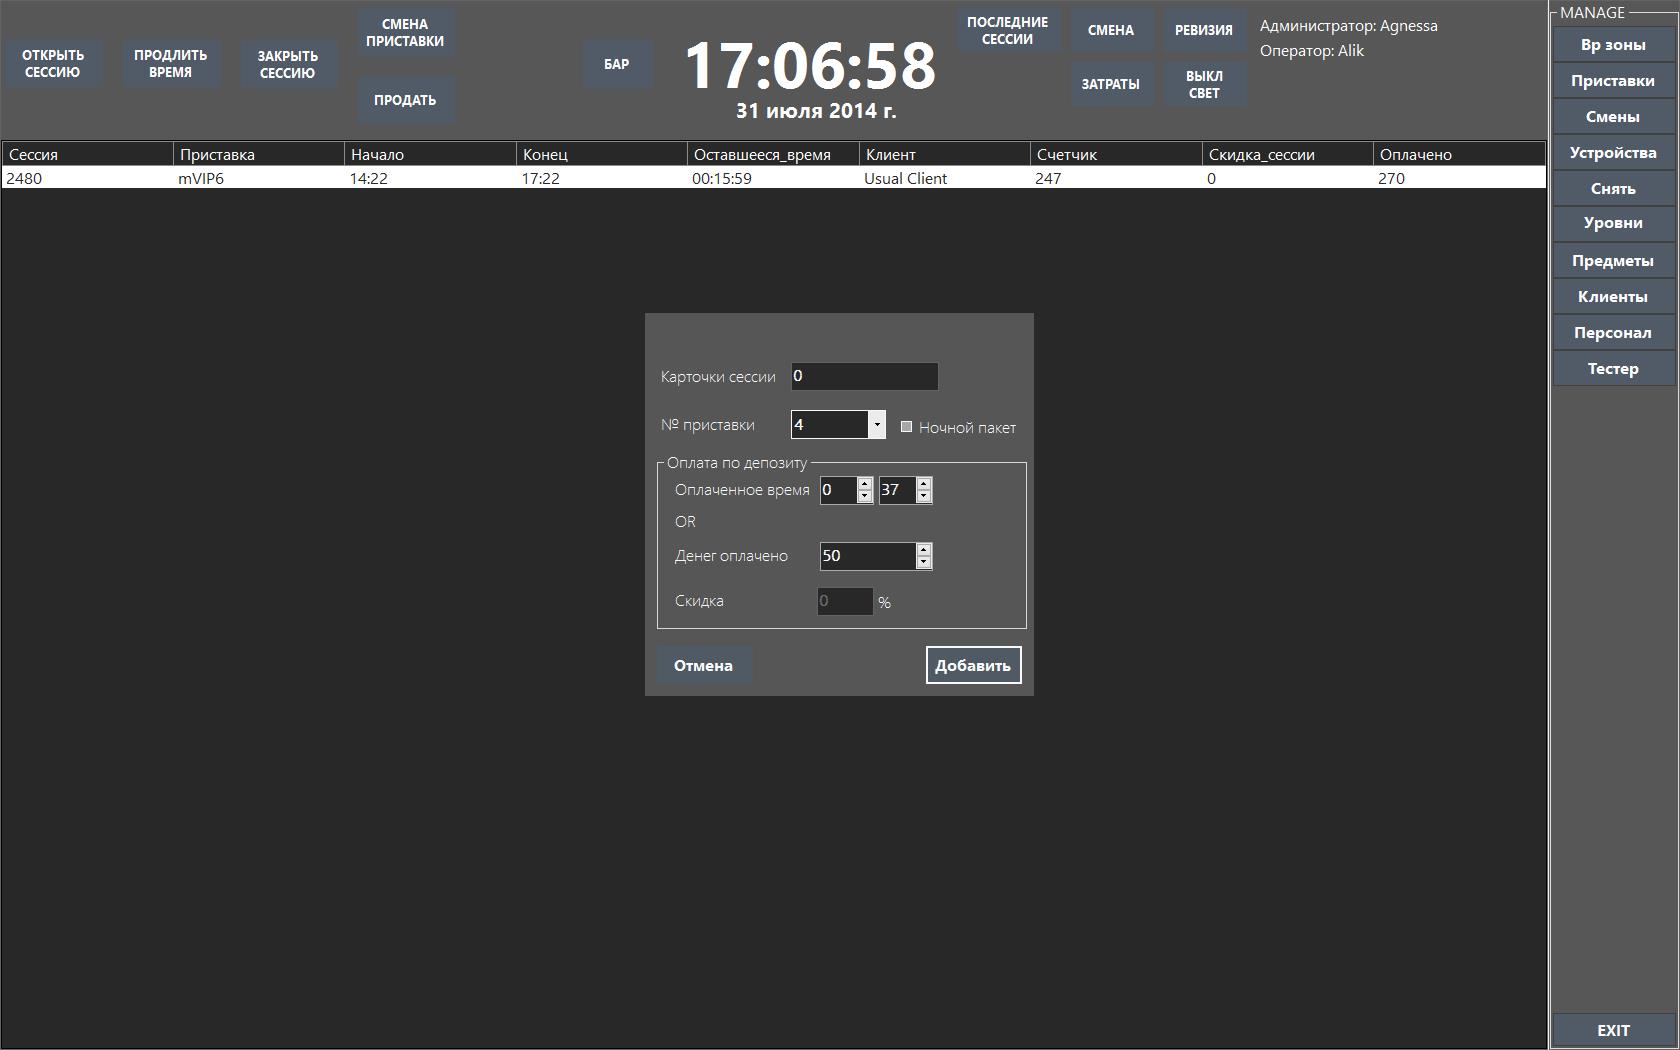 ОТКРЫТЬ
СЕССИЮ
ПРОДЛИТЬ
ВРЕМЯ
ЗАКРЫТЬ
СЕССИЮ
СМЕНА
ПРИСТАВКИ
ПРОДАТЬ
БАР
17:06:58
31 июля 2014 г.
ПОСЛЕДНИЕ
СЕССИИ
СМЕНА
РЕВИЗИЯ
ЗАТРАТЫ
ВЫКЛ
СВЕТ
Администратор: Agnessa
Оператор: Alik
Сессия Приставка Начало Конец Оставшееся_время Клиент Счетчик Скидка_сессии Оплачено
2480 mVIP6 14:22 17:22 00:15:59 Usual Client 247 0 270
Карточки сессии 0
№ приставки 4 Ночной пакет
Оплата по депозиту
Оплаченное время 0 37
OR
Денег оплачено 50
Скидка 0 %
Отмена Добавить
MANAGE
Вр зоны
Приставки
Смены
Устройства
Снять
Уровни
Предметы
Клиенты
Персонал
Тестер
EXIT